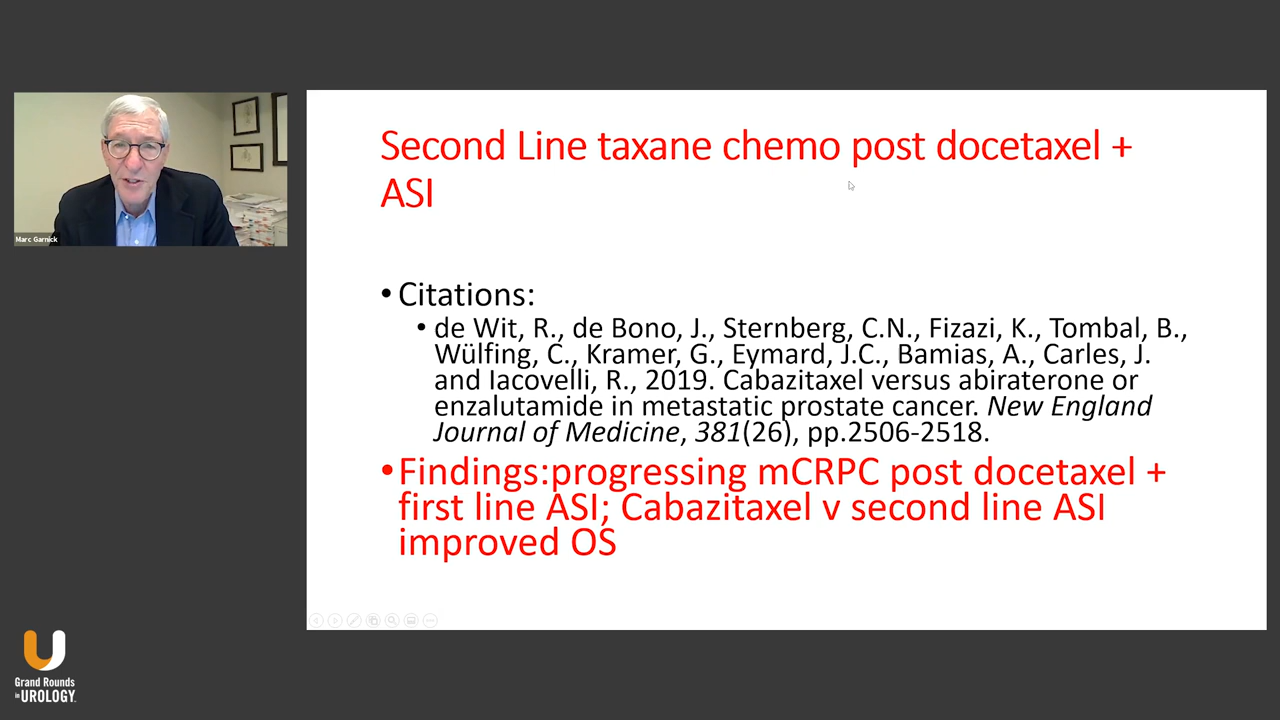 Second Line taxane chemo post docetaxel +
ASI
Marc Garnick
• Citations:
• de Wit, R., de Bono, J., Sternberg, C.N., Fizazi, K., Tombal, B.,
Wülfing, C., Kramer, G., Eymard, J.C., Bamias, A., Carles, J.
and Iacovelli, R., 2019. Cabazitaxel versus abiraterone or
enzalutamide in metastatic prostate cancer. New England
Journal of Medicine, 381(26), pp.2506-2518.
• Findings:progressing mCRPC post docetaxel +
first line ASI; Cabazitaxel v second line ASI
improved OS
Grand Rounds
in UROLOGY